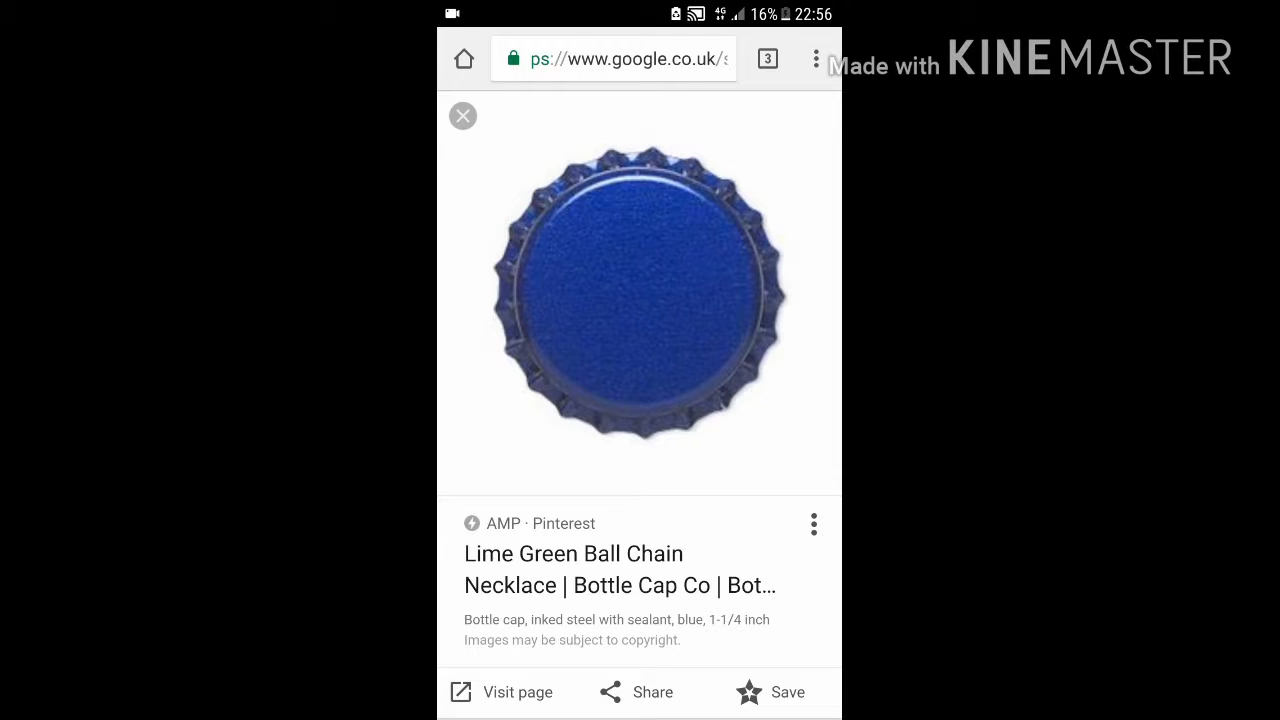 4G 16% 22:56
ps://www.google.co.uk/s
3
Made with KINEMASTER
AMP · Pinterest
Lime Green Ball Chain
Necklace | Bottle Cap Co | Bot...
Bottle cap, inked steel with sealant, blue, 1-1/4 inch
Images may be subject to copyright.
Visit page Share Save